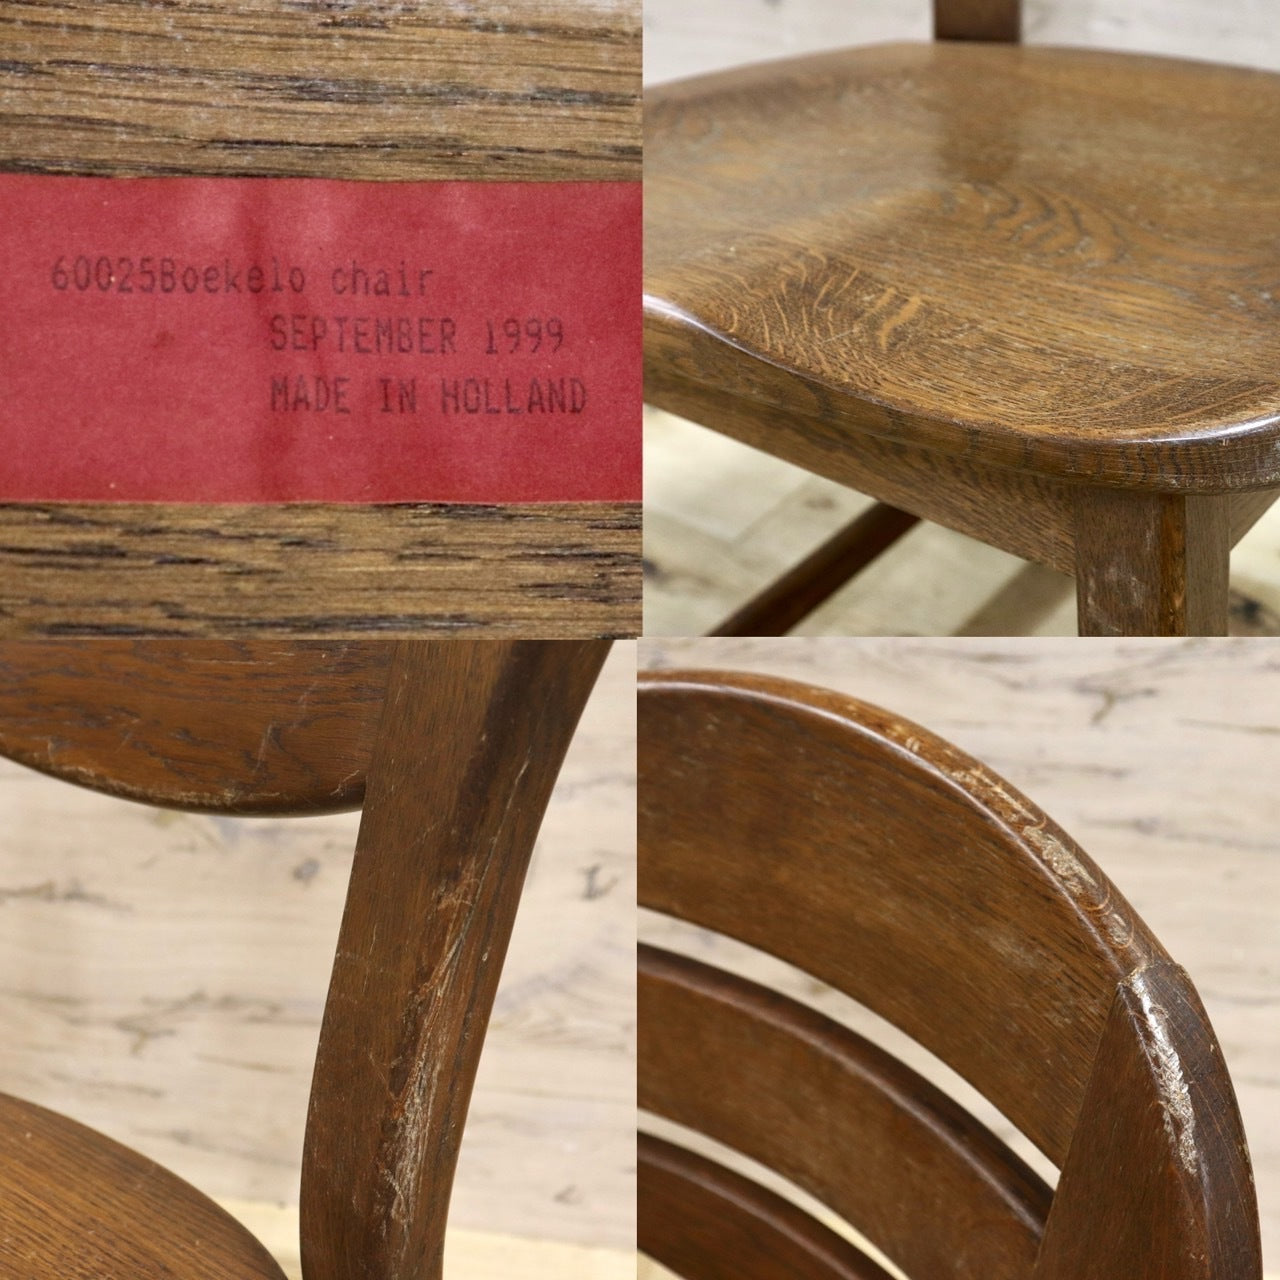 60025Boekelo chair
SEPTEMBER 1999
MADE IN HOLLAND